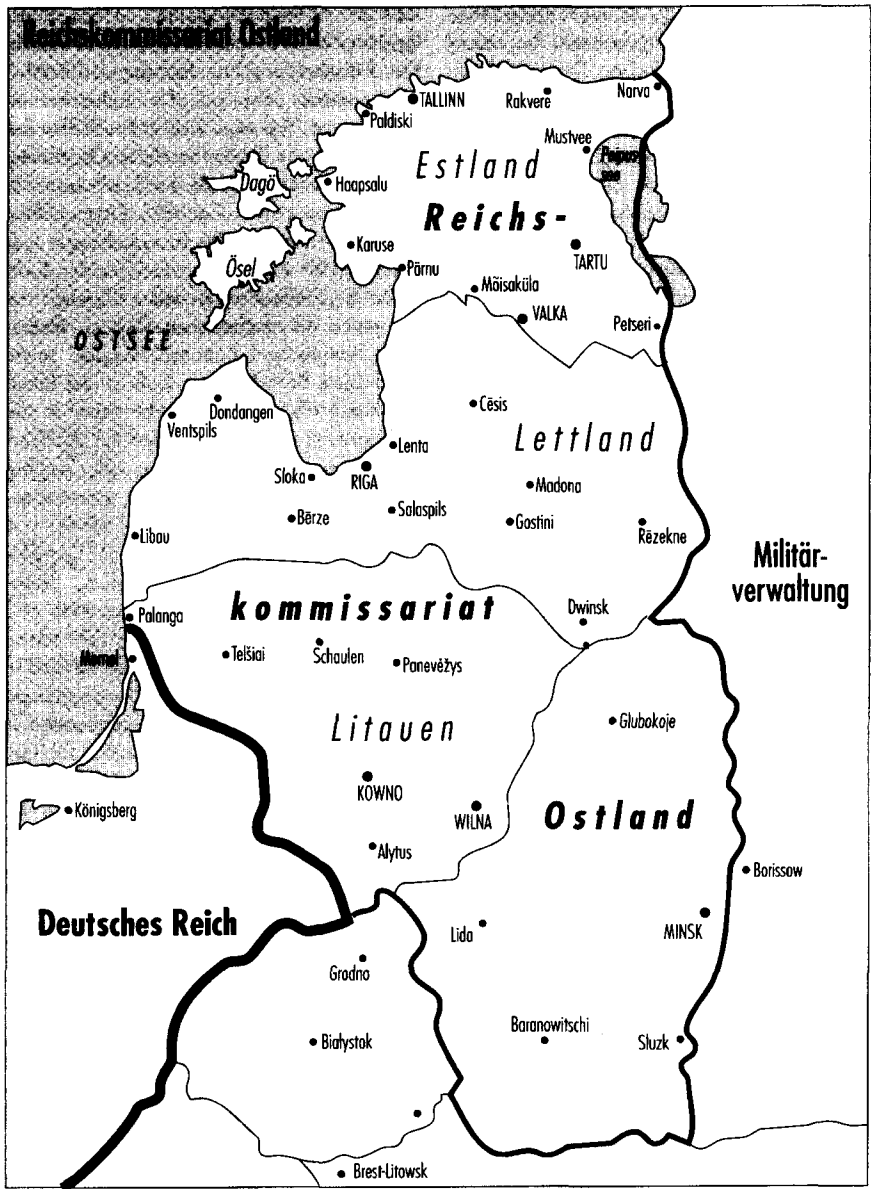 Reichskommissariat Ostland
TALLINN
Rakvere
Narva
Paldiski
Mustvee
Estland
Peipus-
see
Dagö
Haapsalu
Reichs-
Karuse
TARTU
Ösel
Pärnu
Mõisaküla
VALKA
Petseri
OSTSEE
Dondangen
Ventspils
Cēsis
Lettland
Lenta
Sloka
RIGA
Madona
Bērze
Salaspils
Gostini
Rēzekne
Libau
Militär-
verwaltung
kommissariat
Dwinsk
Palanga
Telšiai
Schaulen
Panevėžys
Memel
Litauen
Glubokoje
KOWNO
WILNA
Ostland
Königsberg
Alytus
Borissow
Deutsches Reich
Lida
MINSK
Grodno
Baranowitschi
Białystok
Sluzk
Brest-Litowsk